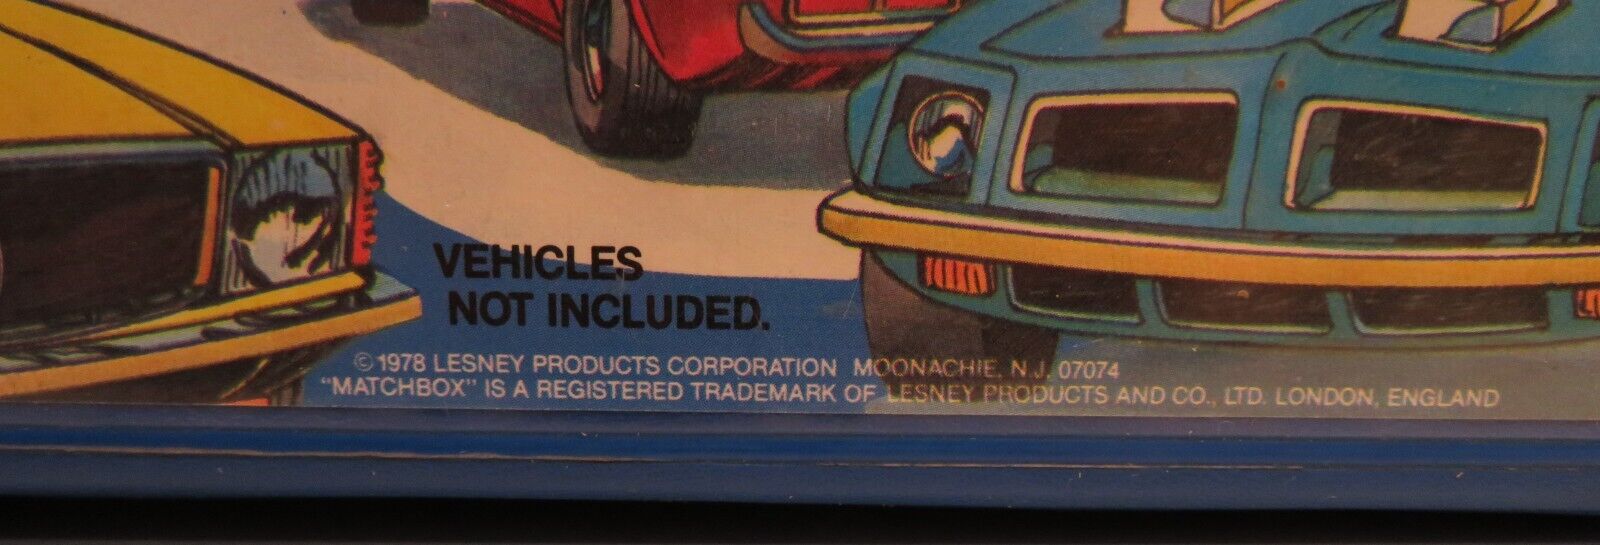 VEHICLES
NOT INCLUDED.
©1978 LESNEY PRODUCTS CORPORATION MOONACHIE, N.J. 07074
"MATCHBOX" IS A REGISTERED TRADEMARK OF LESNEY PRODUCTS AND CO., LTD. LONDON, ENGLAND